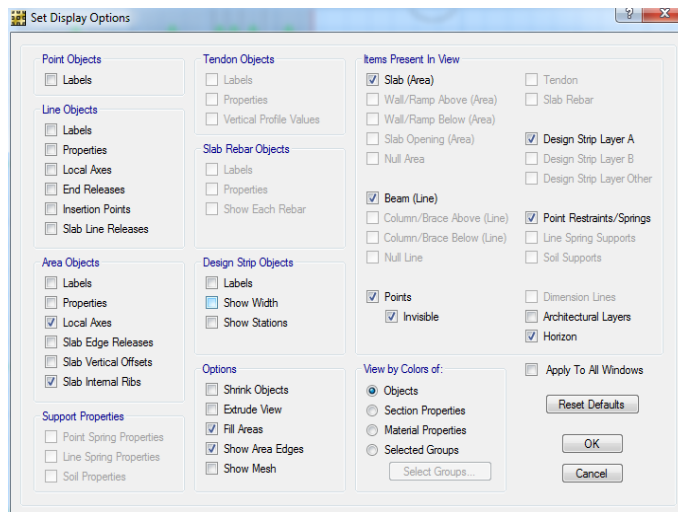 Set Display Options
Point Objects
Labels
Line Objects
Labels
Properties
Local Axes
End Releases
Insertion Points
Slab Line Releases
Area Objects
Labels
Properties
Local Axes
Slab Edge Releases
Slab Vertical Offsets
Slab Internal Ribs
Support Properties
Point Spring Properties
Line Spring Properties
Soil Properties
Tendon Objects
Labels
Properties
Vertical Profile Values
Slab Rebar Objects
Labels
Properties
Show Each Rebar
Design Strip Objects
Labels
Show Width
Show Stations
Options
Shrink Objects
Extrude View
Fill Areas
Show Area Edges
Show Mesh
Items Present In View
Slab (Area)
Wall/Ramp Above (Area)
Wall/Ramp Below (Area)
Slab Opening (Area)
Null Area
Beam (Line)
Column/Brace Above (Line)
Column/Brace Below (Line)
Null Line
Points
Invisible
Tendon
Slab Rebar
Design Strip Layer A
Design Strip Layer B
Design Strip Layer Other
Point Restraints/Springs
Line Spring Supports
Soil Supports
Dimension Lines
Architectural Layers
Horizon
View by Colors of:
Objects
Section Properties
Material Properties
Selected Groups
Select Groups...
Apply To All Windows
Reset Defaults
OK
Cancel